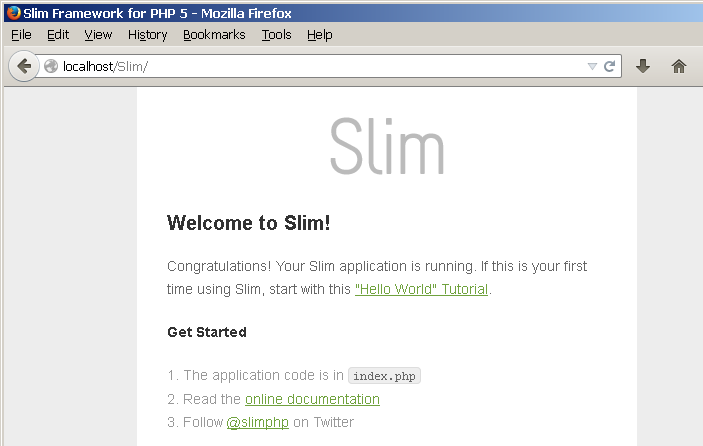 Slim Framework for PHP 5 - Mozilla Firefox
File Edit View History Bookmarks Tools Help
localhost/Slim/
Slim
Welcome to Slim!
Congratulations! Your Slim application is running. If this is your first
time using Slim, start with this "Hello World" Tutorial.
Get Started
1. The application code is in index.php
2. Read the online documentation
3. Follow @slimphp on Twitter